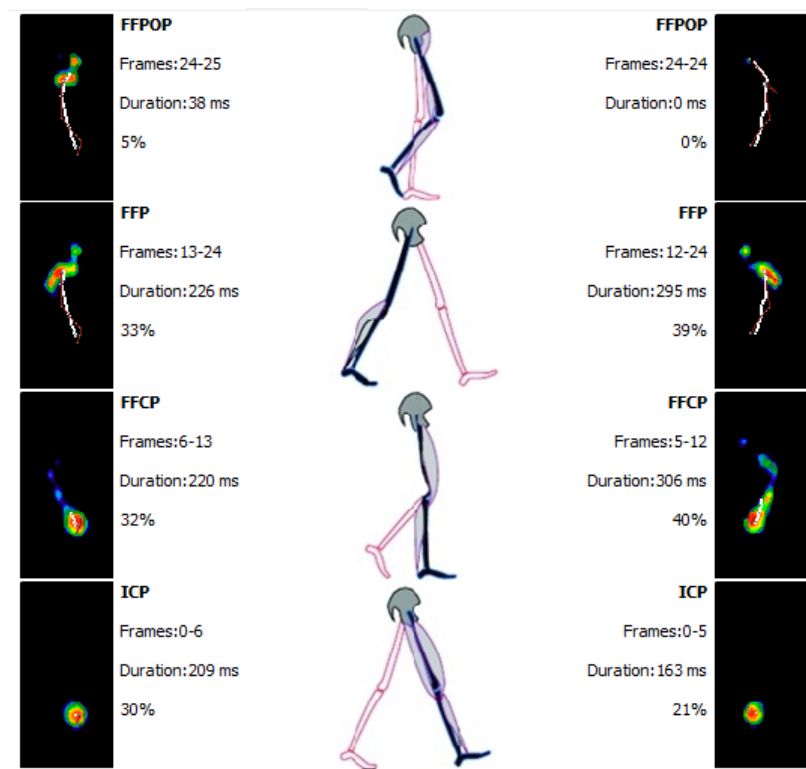 FFPOP
Frames:24-25
Duration:38 ms
5%
FFPOP
Frames:24-24
Duration:0 ms
0%
FFP
Frames:13-24
Duration:226 ms
33%
FFP
Frames:12-24
Duration:295 ms
39%
FFCP
Frames:6-13
Duration:220 ms
32%
FFCP
Frames:5-12
Duration:306 ms
40%
ICP
Frames:0-6
Duration:209 ms
30%
ICP
Frames:0-5
Duration:163 ms
21%